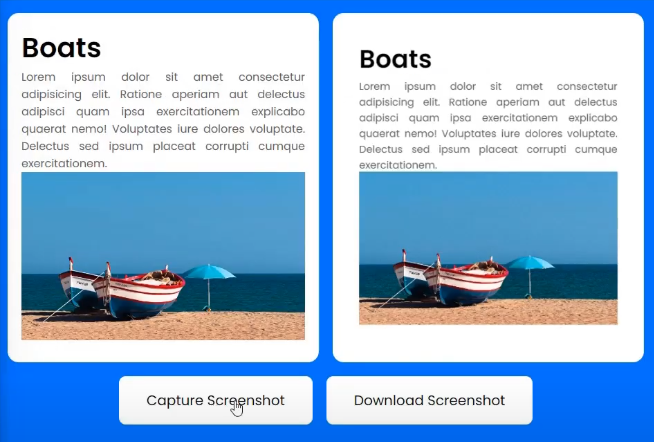 Boats
Lorem ipsum dolor sit amet consectetur
adipisicing elit. Ratione aperiam aut delectus
adipisci quam ipsa exercitationem explicabo
quaerat nemo! Voluptates iure dolores voluptate.
Delectus sed ipsum placeat corrupti cumque
exercitationem.
Boats
Lorem ipsum dolor sit amet consectetur
adipisicing elit. Ratione aperiam aut delectus
adipisci quam ipsa exercitationem explicabo
quaerat nemo! Voluptates iure dolores voluptate.
Delectus sed ipsum placeat corrupti cumque
exercitationem.
Capture Screenshot
Download Screenshot